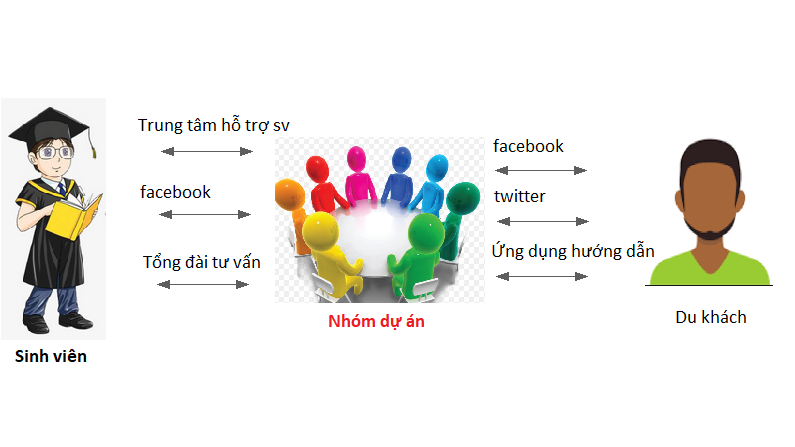 Trung tâm hỗ trợ sv
facebook
Tổng đài tư vấn
Sinh viên
Nhóm dự án
facebook
twitter
Ứng dụng hướng dẫn
Du khách